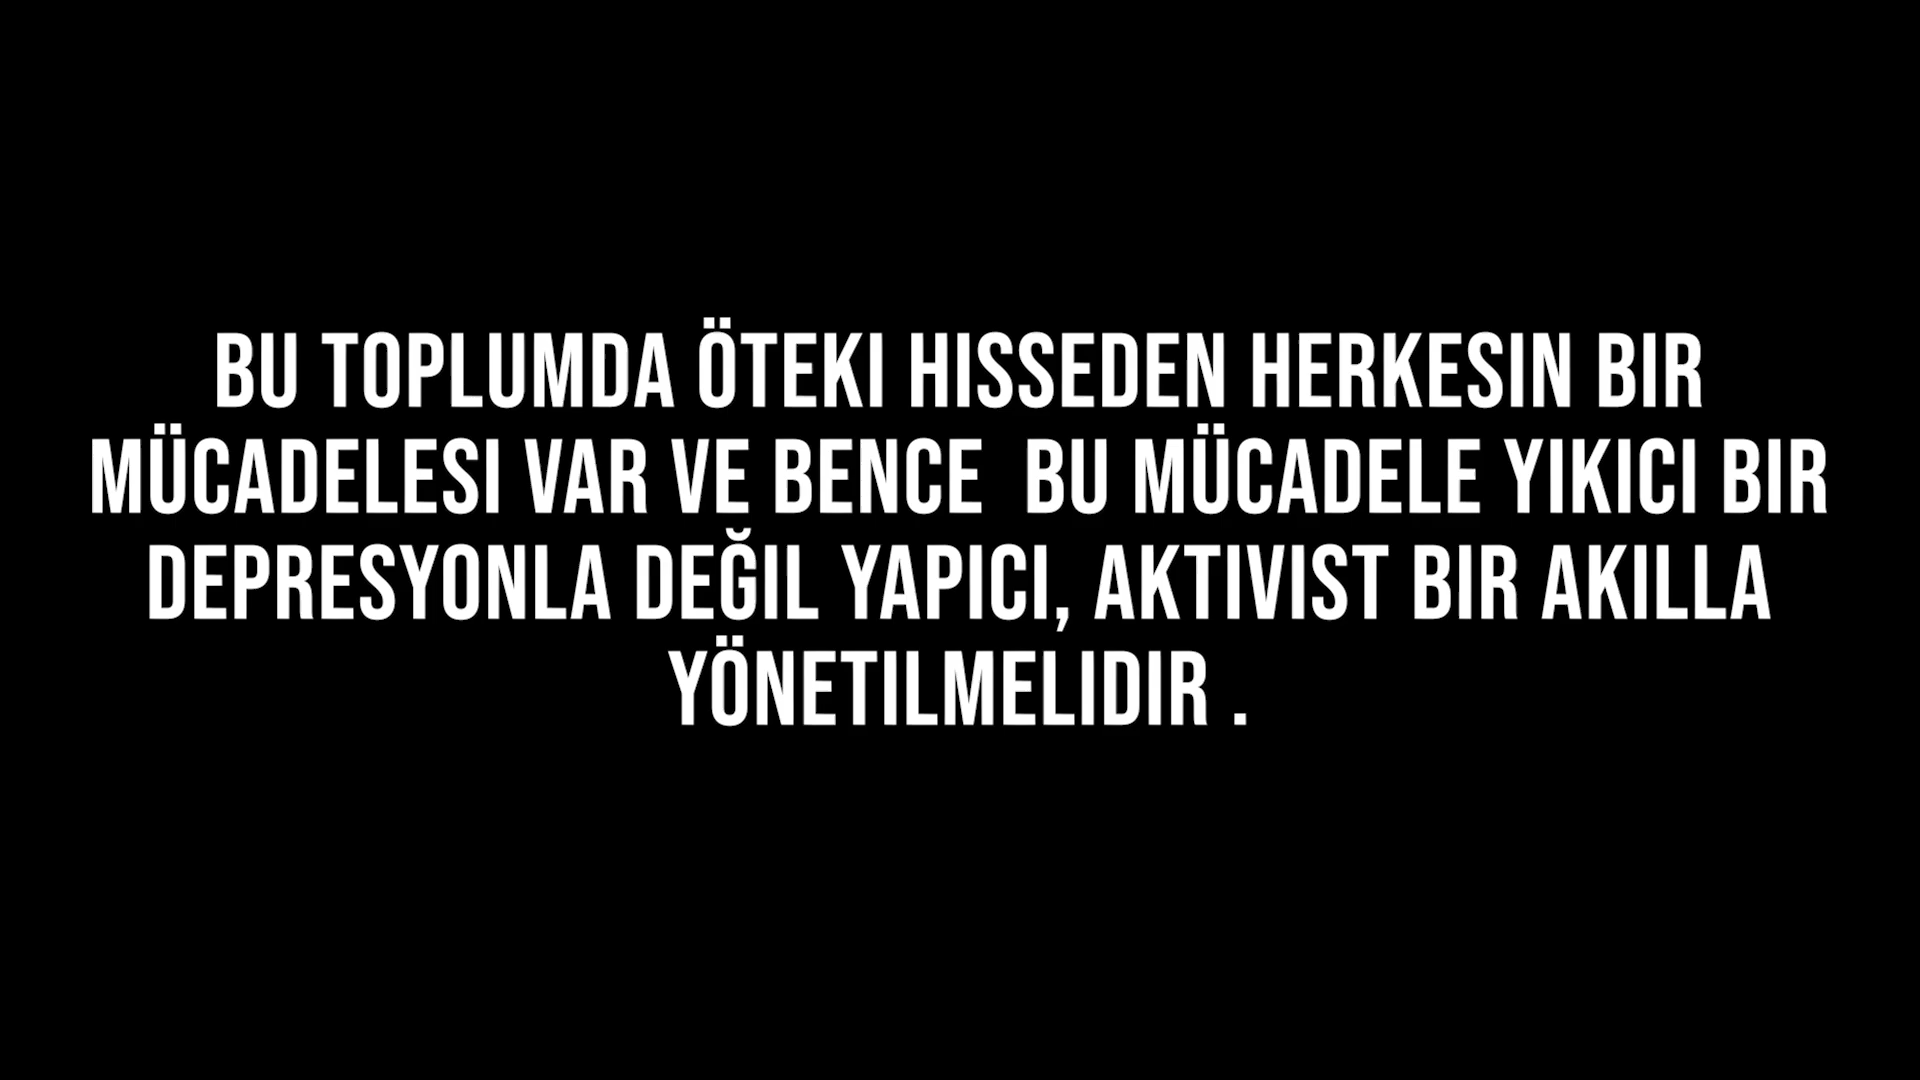 BU TOPLUMDA ÖTEKI HISSEDEN HERKESIN BIR
MÜCADELESI VAR VE BENCE  BU MÜCADELE YIKICI BIR
DEPRESYONLA DEĞIL YAPICI, AKTIVIST BIR AKILLA
YÖNETILMELIDIR .